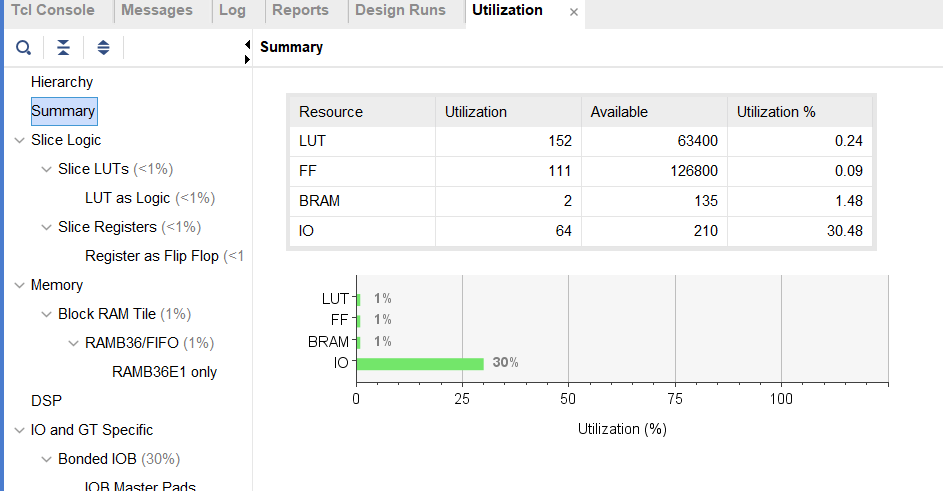 Tcl Console Messages Log Reports Design Runs Utilization ×
Summary
Hierarchy
Summary
Slice Logic
Slice LUTs (<1%)
LUT as Logic (<1%)
Slice Registers (<1%)
Register as Flip Flop (<1
Memory
Block RAM Tile (1%)
RAMB36/FIFO (1%)
RAMB36E1 only
DSP
IO and GT Specific
Bonded IOB (30%)
IOB Master Pads
Resource Utilization Available Utilization %
LUT 152 63400 0.24
FF 111 126800 0.09
BRAM 2 135 1.48
IO 64 210 30.48
LUT 1%
FF 1%
BRAM 1%
IO 30%
0 25 50 75 100
Utilization (%)